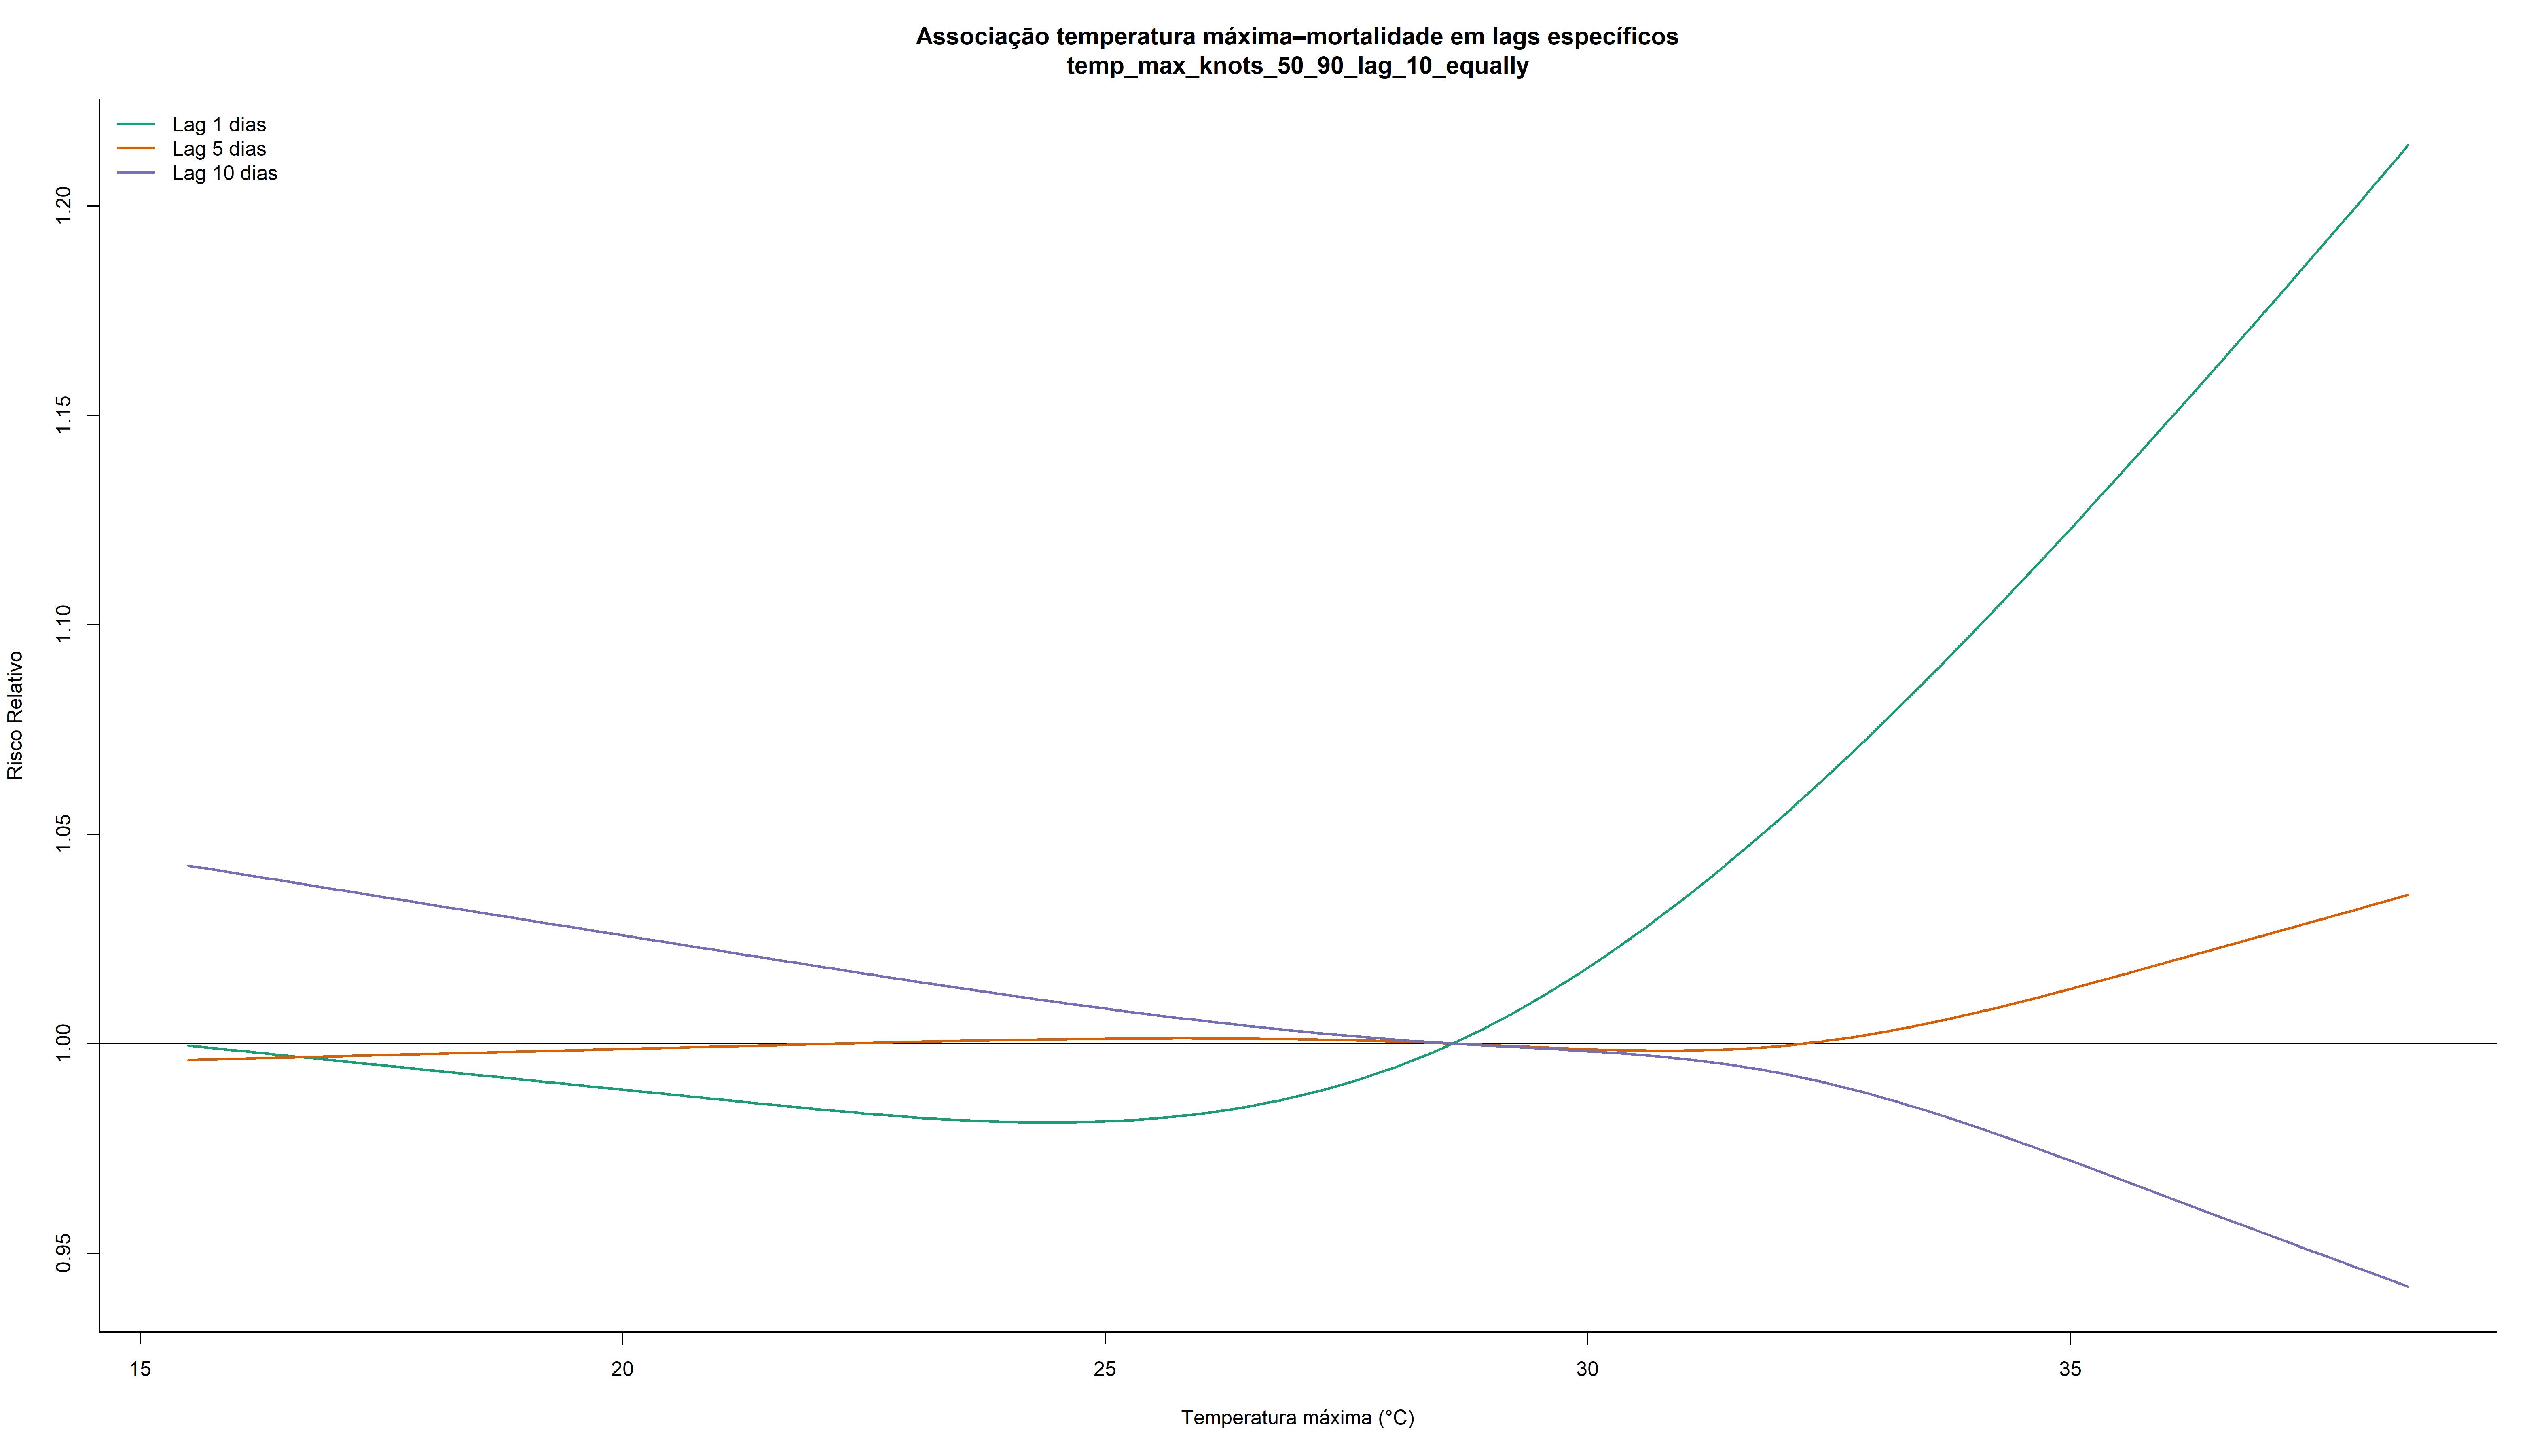 Associação temperatura máxima–mortalidade em lags específicos
temp_max_knots_50_90_lag_10_equally
Lag 1 dias
Lag 5 dias
Lag 10 dias
Risco Relativo
1.20
1.15
1.10
1.05
1.00
0.95
15 20 25 30 35
Temperatura máxima (°C)